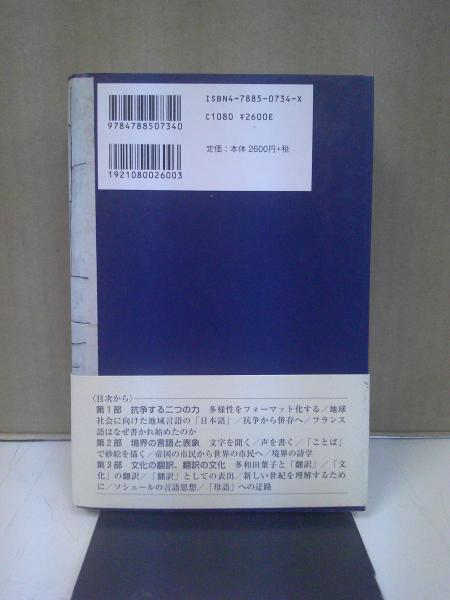 ISBN4-7885-0734-X
C1080 ¥2600E
9784788507340
定価：本体 2600円+税
1921080026003
〈目次から〉
第1部 抗争する二つの力 多様性をフォーマット化する／地球
社会に向けた地域言語の「日本語」／抗争から併存へ／フランス
語はなぜ書かれ始めたのか
第2部 境界の言語と表象 文字を聞く／声を書く／「ことば」
で砂絵を描く／帝国の市民から世界の市民へ／境界の詩学
第3部 文化の翻訳、翻訳の文化 多和田葉子と「翻訳」／「文
化」の翻訳／「翻訳」としての表出／新しい世紀を理解するため
に／ソシュールの言語思想／「母語」への迂路